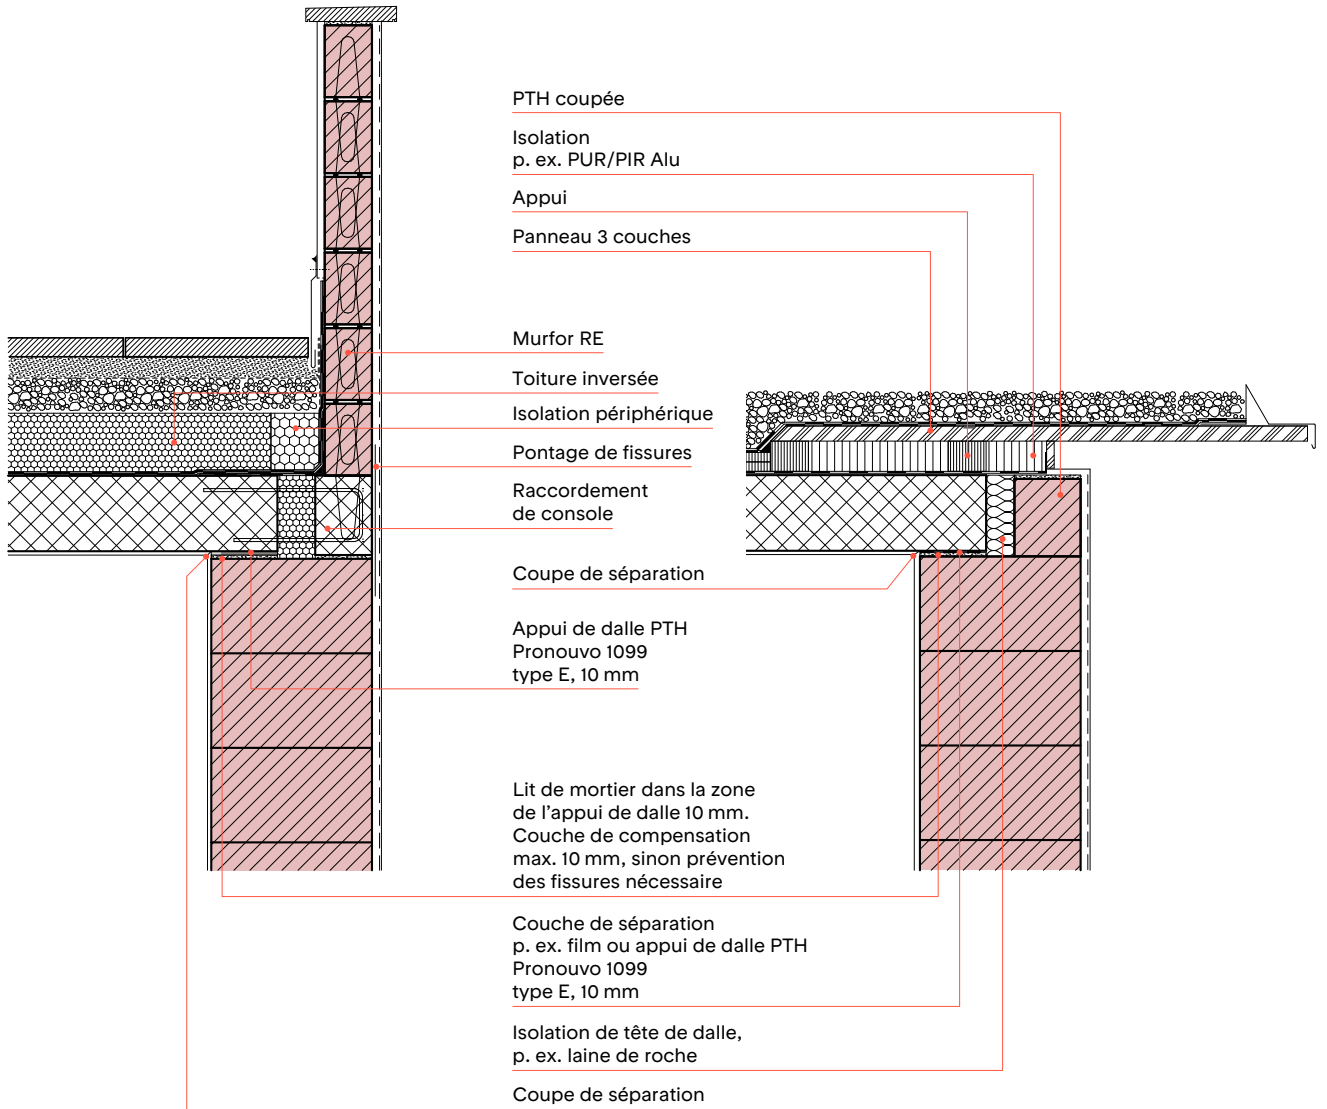 PTH coupée
Isolation
p. ex. PUR/PIR Alu
Appui
Panneau 3 couches
Murfor RE
Toiture inversée
Isolation périphérique
Pontage de fissures
Raccordement
de console
Coupe de séparation
Appui de dalle PTH
Pronouvo 1099
type E, 10 mm
Lit de mortier dans la zone
de l'appui de dalle 10 mm.
Couche de compensation
max. 10 mm, sinon prévention
des fissures nécessaire
Couche de séparation
p. ex. film ou appui de dalle PTH
Pronouvo 1099
type E, 10 mm
Isolation de tête de dalle,
p. ex. laine de roche
Coupe de séparation